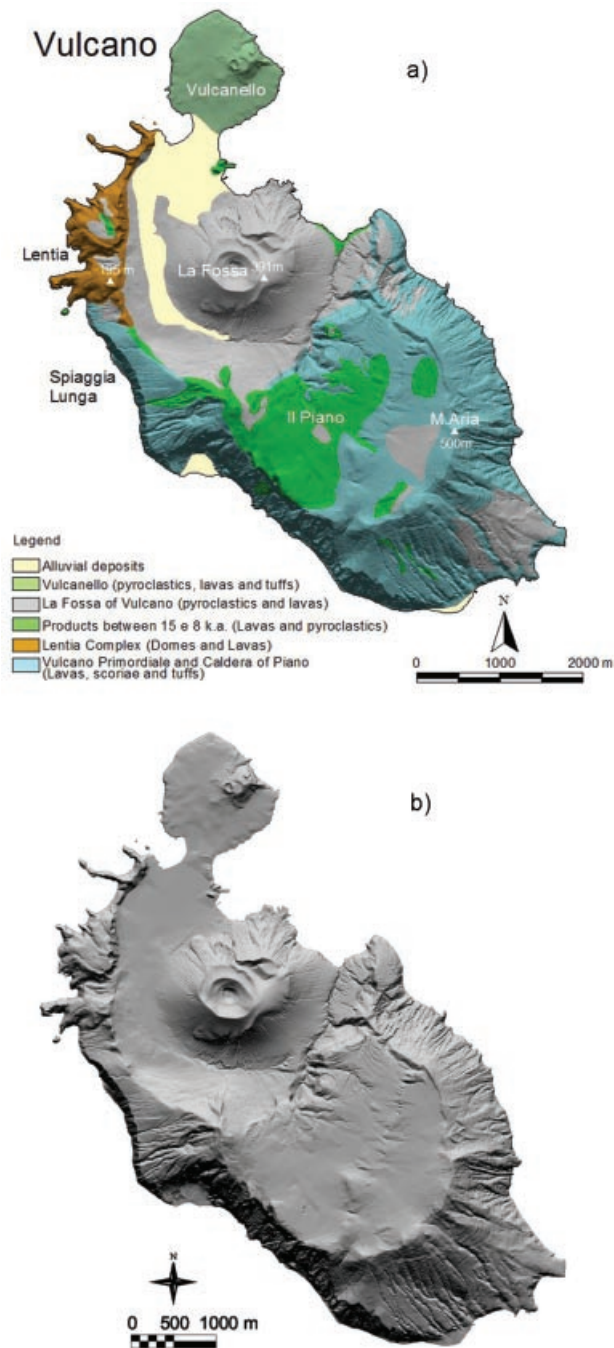 Vulcano
a)
Vulcanello
Lentia
195 m
La Fossa
391m
Spiaggia
Lunga
Il Piano
M.Aria
500m
Legend
Alluvial deposits
Vulcanello (pyroclastics, lavas and tuffs)
La Fossa of Vulcano (pyroclastics and lavas)
Products between 15 e 8 k.a. (Lavas and pyroclastics)
Lentia Complex (Domes and Lavas)
Vulcano Primordiale and Caldera of Piano
(Lavas, scoriae and tuffs)
N
0 1000 2000 m
b)
N
0 500 1000 m